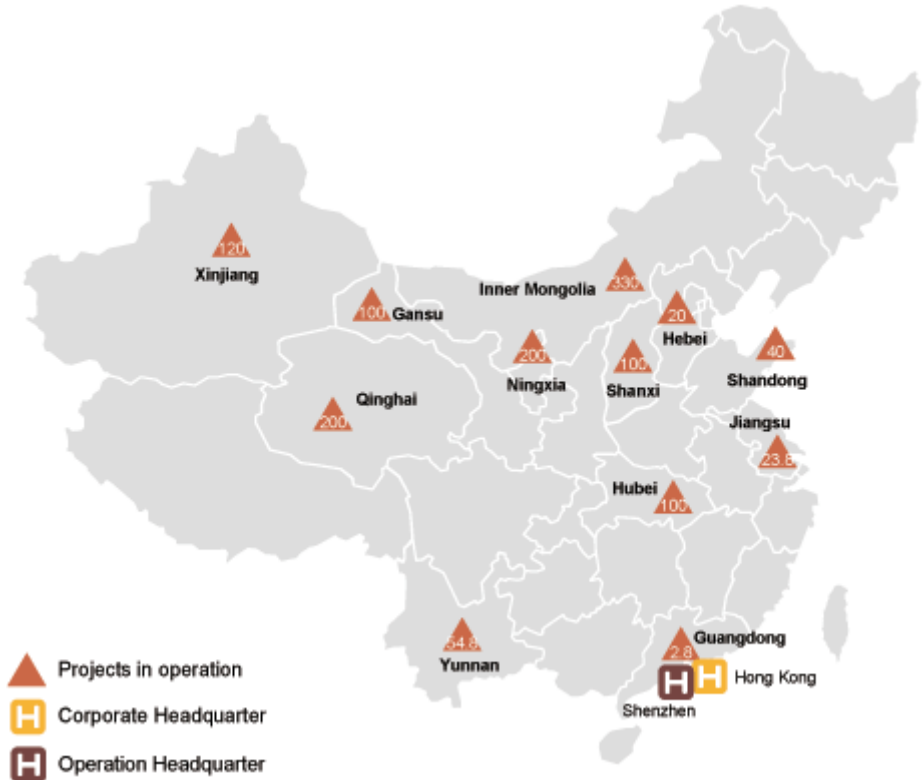 120
Xinjiang
330
Inner Mongolia
100
Gansu
20
Hebei
200
Ningxia
100
Shanxi
40
Shandong
Qinghai
200
Jiangsu
23.8
Hubei
100
54.8
Yunnan
Guangdong
2.8
H
H
Hong Kong
Shenzhen
Projects in operation
H
Corporate Headquarter
H
Operation Headquarter